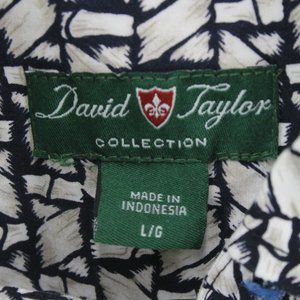 David Taylor
COLLECTION
MADE IN
INDONESIA
L/G